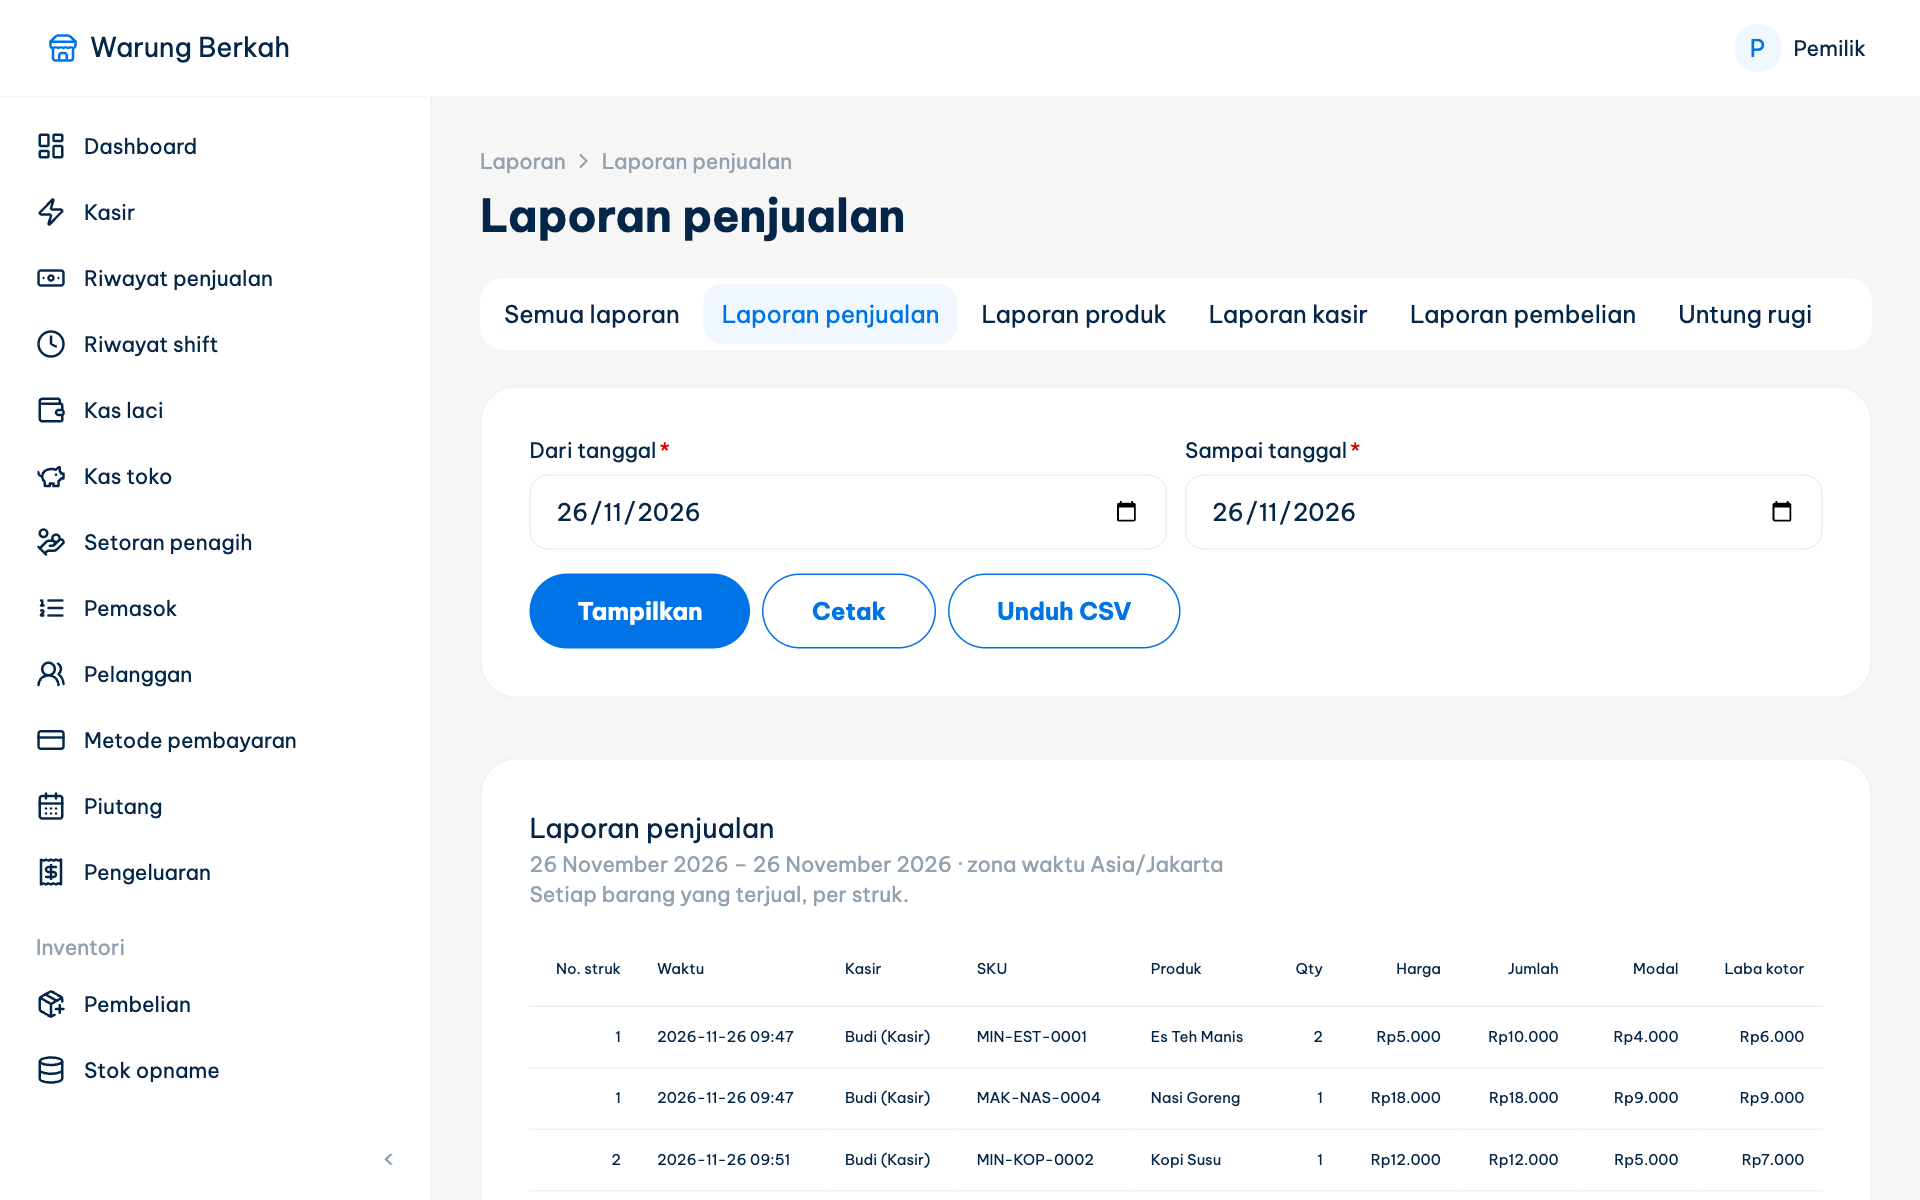 Warung Berkah
P Pemilik
Dashboard
Kasir
Riwayat penjualan
Riwayat shift
Kas laci
Kas toko
Setoran penagih
Pemasok
Pelanggan
Metode pembayaran
Piutang
Pengeluaran
Inventori
Pembelian
Stok opname
Laporan > Laporan penjualan
Laporan penjualan
Semua laporan Laporan penjualan Laporan produk Laporan kasir Laporan pembelian Untung rugi
Dari tanggal* Sampai tanggal*
26/11/2026 26/11/2026
Tampilkan Cetak Unduh CSV
Laporan penjualan
26 November 2026 – 26 November 2026 · zona waktu Asia/Jakarta
Setiap barang yang terjual, per struk.
No. struk Waktu Kasir SKU Produk Qty Harga Jumlah Modal Laba kotor
1 2026-11-26 09:47 Budi (Kasir) MIN-EST-0001 Es Teh Manis 2 Rp5.000 Rp10.000 Rp4.000 Rp6.000
1 2026-11-26 09:47 Budi (Kasir) MAK-NAS-0004 Nasi Goreng 1 Rp18.000 Rp18.000 Rp9.000 Rp9.000
2 2026-11-26 09:51 Budi (Kasir) MIN-KOP-0002 Kopi Susu 1 Rp12.000 Rp12.000 Rp5.000 Rp7.000